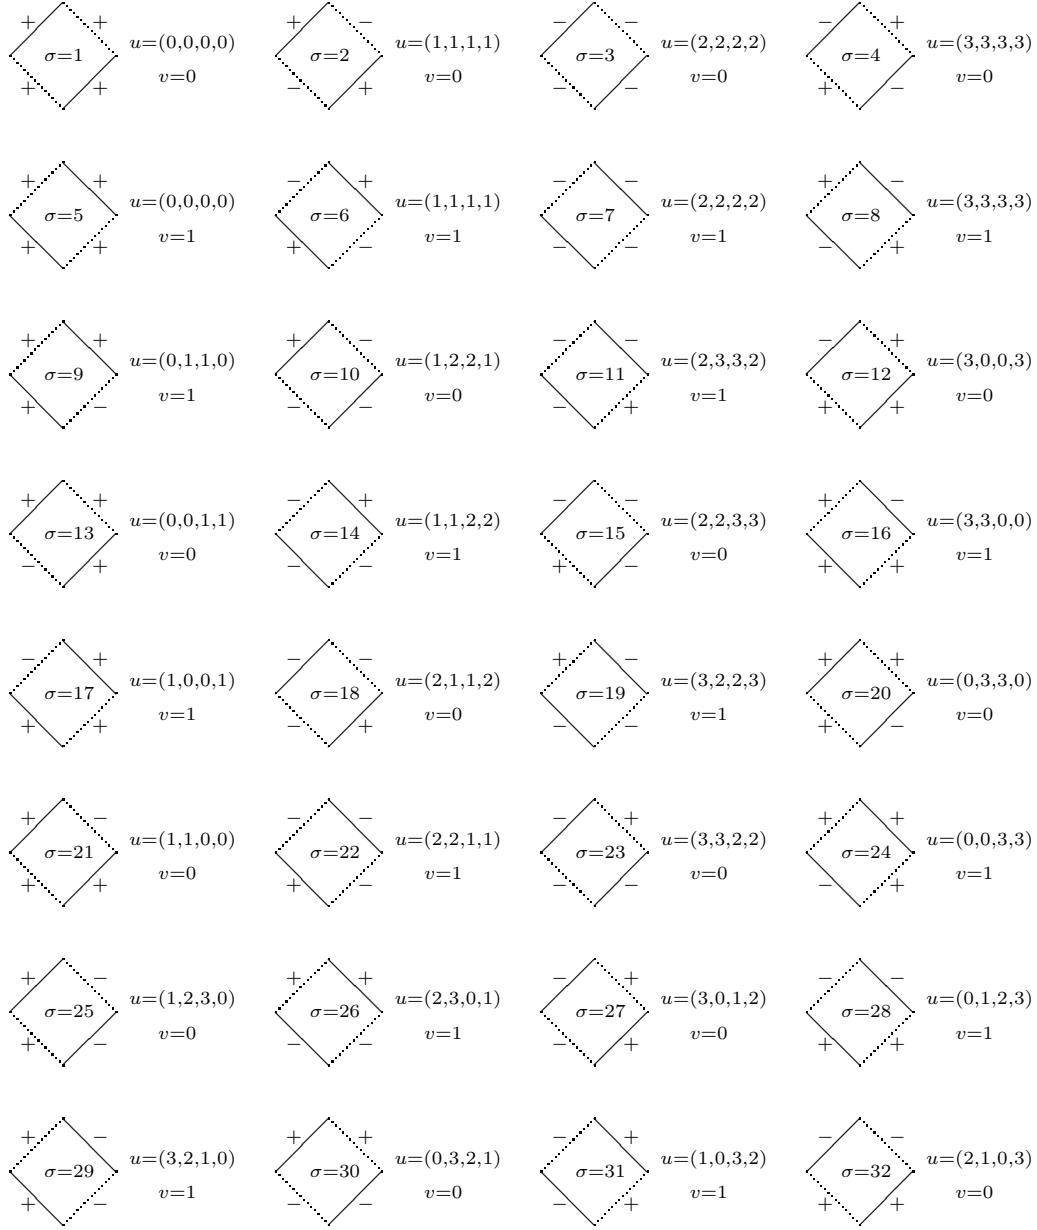 + + + − − − − +
σ=1 u=(0,0,0,0) σ=2 u=(1,1,1,1) σ=3 u=(2,2,2,2) σ=4 u=(3,3,3,3)
v=0 v=0 v=0 v=0
+ + − + − − + −
+ + − + − − + −
σ=5 u=(0,0,0,0) σ=6 u=(1,1,1,1) σ=7 u=(2,2,2,2) σ=8 u=(3,3,3,3)
v=1 v=1 v=1 v=1
+ + + − − − − +
+ + + − − − − +
σ=9 u=(0,1,1,0) σ=10 u=(1,2,2,1) σ=11 u=(2,3,3,2) σ=12 u=(3,0,0,3)
v=1 v=0 v=1 v=0
+ − − − − + + +
+ + − + − − + −
σ=13 u=(0,0,1,1) σ=14 u=(1,1,2,2) σ=15 u=(2,2,3,3) σ=16 u=(3,3,0,0)
v=0 v=1 v=0 v=1
− + − − + − + +
− + − − + − + +
σ=17 u=(1,0,0,1) σ=18 u=(2,1,1,2) σ=19 u=(3,2,2,3) σ=20 u=(0,3,3,0)
v=1 v=0 v=1 v=0
+ + − + − − + −
+ − − − − + + +
σ=21 u=(1,1,0,0) σ=22 u=(2,2,1,1) σ=23 u=(3,3,2,2) σ=24 u=(0,0,3,3)
v=0 v=1 v=0 v=1
+ + + − − − − +
+ − + + − + − −
σ=25 u=(1,2,3,0) σ=26 u=(2,3,0,1) σ=27 u=(3,0,1,2) σ=28 u=(0,1,2,3)
v=0 v=1 v=0 v=1
+ − − − − + + +
+ − + + − + − −
σ=29 u=(3,2,1,0) σ=30 u=(0,3,2,1) σ=31 u=(1,0,3,2) σ=32 u=(2,1,0,3)
v=1 v=0 v=1 v=0
+ − − − − + + +